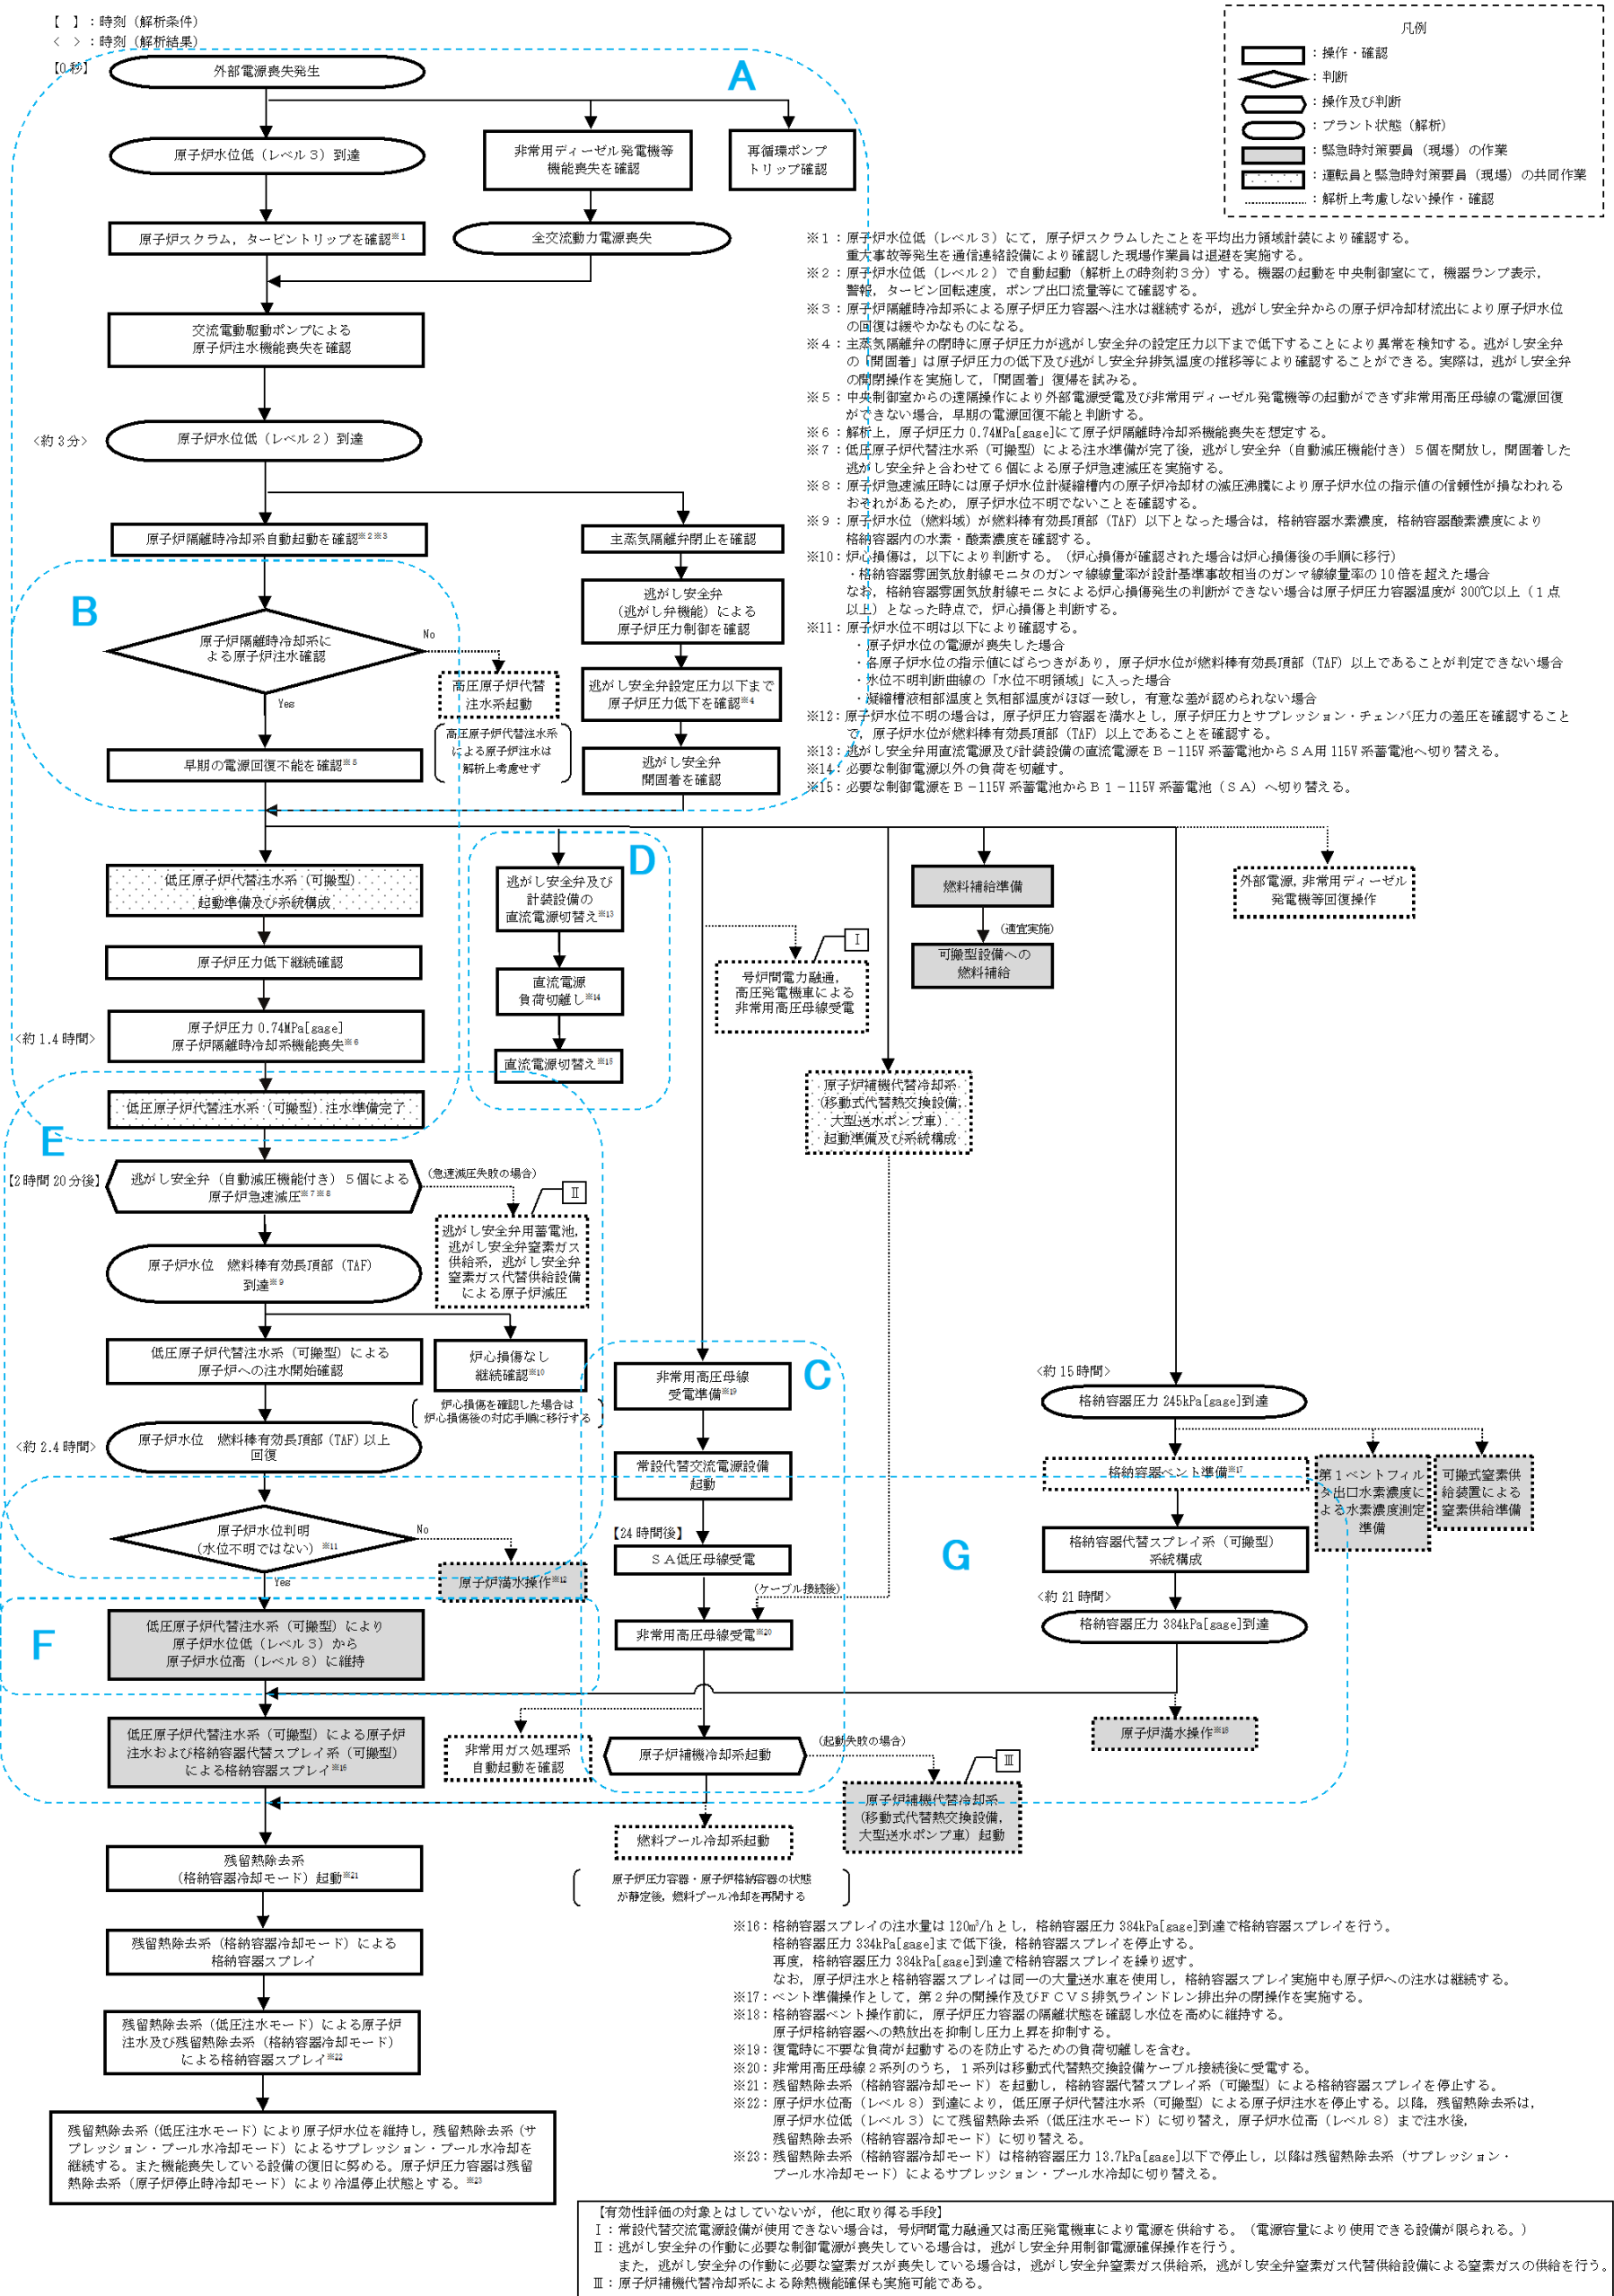 【　】：時刻（解析条件）
＜　＞：時刻（解析結果）
【0秒】
外部電源喪失発生
A
凡例
：操作・確認
：判断
：操作及び判断
：プラント状態（解析）
：緊急時対策要員（現場）の作業
：運転員と緊急時対策要員（現場）の共同作業
：解析上考慮しない操作・確認
原子炉水位低（レベル３）到達
非常用ディーゼル発電機等
機能喪失を確認
再循環ポンプ
トリップ確認
原子炉スクラム，タービントリップを確認※1
全交流動力電源喪失
交流電動駆動ポンプによる
原子炉注水機能喪失を確認
<約3分>
原子炉水位低（レベル２）到達
原子炉隔離時冷却系自動起動を確認※2※3
主蒸気隔離弁閉止を確認
逃がし安全弁
（逃がし弁機能）による
原子炉圧力制御を確認
逃がし安全弁設定圧力以下まで
原子炉圧力低下を確認※4
逃がし安全弁
開固着を確認
B
原子炉隔離時冷却系に
よる原子炉注水確認
No
Yes
高圧原子炉代替
注水系起動
高圧原子炉代替注水系
による原子炉注水は
解析上考慮せず
早期の電源回復不能を確認※5
※1：原子炉水位低（レベル３）にて，原子炉スクラムしたことを平均出力領域計装により確認する。
重大事故等発生を通信連絡設備により確認した現場作業員は退避を実施する。
※2：原子炉水位低（レベル２）で自動起動（解析上の時刻約３分）する。機器の起動を中央制御室にて，機器ランプ表示，
警報，タービン回転速度，ポンプ出口流量等にて確認する。
※3：原子炉隔離時冷却系による原子炉圧力容器へ注水は継続するが，逃がし安全弁からの原子炉冷却材流出により原子炉水位
の回復は緩やかなものになる。
※4：主蒸気隔離弁の閉時に原子炉圧力が逃がし安全弁の設定圧力以下まで低下することにより異常を検知する。逃がし安全弁
の「開固着」は原子炉圧力の低下及び逃がし安全弁排気温度の推移等により確認することができる。実際は，逃がし安全弁
の開閉操作を実施して，「開固着」復帰を試みる。
※5：中央制御室からの遠隔操作により外部電源受電及び非常用ディーゼル発電機等の起動ができず非常用高圧母線の電源回復
ができない場合，早期の電源回復不能と判断する。
※6：解析上，原子炉圧力0.74MPa[gage]にて原子炉隔離時冷却系機能喪失を想定する。
※7：低圧原子炉代替注水系（可搬型）による注水準備が完了後，逃がし安全弁（自動減圧機能付き）５個を開放し，開固着した
逃がし安全弁と合わせて６個による原子炉急速減圧を実施する。
※8：原子炉急速減圧時には原子炉水位計凝縮槽内の原子炉冷却材の減圧沸騰により原子炉水位の指示値の信頼性が損なわれる
おそれがあるため，原子炉水位不明でないことを確認する。
※9：原子炉水位（燃料域）が燃料棒有効長頂部（TAF）以下となった場合は，格納容器水素濃度，格納容器酸素濃度により
格納容器内の水素・酸素濃度を確認する。
※10：炉心損傷は，以下により判断する。（炉心損傷が確認された場合は炉心損傷後の手順に移行）
・格納容器雰囲気放射線モニタのガンマ線線量率が設計基準事故相当のガンマ線線量率の10倍を超えた場合
なお，格納容器雰囲気放射線モニタによる炉心損傷発生の判断ができない場合は原子炉圧力容器温度が300℃以上（１点
以上）となった時点で，炉心損傷と判断する。
※11：原子炉水位不明は以下により確認する。
・原子炉水位の電源が喪失した場合
・各原子炉水位の指示値にばらつきがあり，原子炉水位が燃料棒有効長頂部（TAF）以上であることが判定できない場合
・水位不明判断曲線の「水位不明領域」に入った場合
・凝縮槽液相部温度と気相部温度がほぼ一致し，有意な差が認められない場合
※12：原子炉水位不明の場合は，原子炉圧力容器を満水とし，原子炉圧力とサプレッション・チェンバ圧力の差圧を確認すること
で，原子炉水位が燃料棒有効長頂部（TAF）以上であることを確認する。
※13：逃がし安全弁用直流電源及び計装設備の直流電源をＢ－115V系蓄電池からＳＡ用115V系蓄電池へ切り替える。
※14：必要な制御電源以外の負荷を切離す。
※15：必要な制御電源をＢ－115V系蓄電池からＢ１－115V系蓄電池（ＳＡ）へ切り替える。
低圧原子炉代替注水系（可搬型）
起動準備及び系統構成
原子炉圧力低下継続確認
<約1.4時間>
原子炉圧力0.74MPa[gage]
原子炉隔離時冷却系機能喪失※6
低圧原子炉代替注水系（可搬型）注水準備完了
D
逃がし安全弁及び
計装設備の
直流電源切替え※13
直流電源
負荷切離し※14
直流電源切替え※15
Ⅰ
号炉間電力融通，
高圧発電機車による
非常用高圧母線受電
燃料補給準備
（適宜実施）
可搬型設備への
燃料補給
外部電源，非常用ディーゼル
発電機等回復操作
原子炉補機代替冷却系
（移動式代替熱交換設備，
大型送水ポンプ車）
起動準備及び系統構成
E
【2時間20分後】
逃がし安全弁（自動減圧機能付き）５個による
原子炉急速減圧※7※8
（急速減圧失敗の場合）
Ⅱ
逃がし安全弁用蓄電池，
逃がし安全弁窒素ガス
供給系，逃がし安全弁
窒素ガス代替供給設備
による原子炉減圧
原子炉水位　燃料棒有効長頂部（TAF）
到達※9
低圧原子炉代替注水系（可搬型）による
原子炉への注水開始確認
炉心損傷なし
継続確認※10
炉心損傷を確認した場合は
炉心損傷後の対応手順に移行する
<約2.4時間>
原子炉水位　燃料棒有効長頂部（TAF）以上
回復
原子炉水位判明
（水位不明ではない）※11
No
Yes
原子炉満水操作※12
C
非常用高圧母線
受電準備※19
常設代替交流電源設備
起動
【24時間後】
ＳＡ低圧母線受電
（ケーブル接続後）
非常用高圧母線受電※20
<約15時間>
格納容器圧力245kPa[gage]到達
格納容器ベント準備※17
第１ベントフィル
タ出口水素濃度に
よる水素濃度測定
準備
可搬式窒素供
給装置による
窒素供給準備
G
格納容器代替スプレイ系（可搬型）
系統構成
<約21時間>
格納容器圧力384kPa[gage]到達
原子炉満水操作※18
F
低圧原子炉代替注水系（可搬型）により
原子炉水位低（レベル３）から
原子炉水位高（レベル８）に維持
低圧原子炉代替注水系（可搬型）による原子炉
注水および格納容器代替スプレイ系（可搬型）
による格納容器スプレイ※16
非常用ガス処理系
自動起動を確認
原子炉補機冷却系起動
（起動失敗の場合）
Ⅲ
原子炉補機代替冷却系
（移動式代替熱交換設備，
大型送水ポンプ車）起動
燃料プール冷却系起動
原子炉圧力容器・原子炉格納容器の状態
が静定後，燃料プール冷却を再開する
残留熱除去系
（格納容器冷却モード）起動※21
残留熱除去系（格納容器冷却モード）による
格納容器スプレイ
残留熱除去系（低圧注水モード）による原子炉
注水及び残留熱除去系（格納容器冷却モード）
による格納容器スプレイ※22
残留熱除去系（低圧注水モード）により原子炉水位を維持し，残留熱除去系（サ
プレッション・プール水冷却モード）によるサプレッション・プール水冷却を
継続する。また機能喪失している設備の復旧に努める。原子炉圧力容器は残留
熱除去系（原子炉停止時冷却モード）により冷温停止状態とする。※23
※16：格納容器スプレイの注水量は120m³/hとし，格納容器圧力384kPa[gage]到達で格納容器スプレイを行う。
格納容器圧力334kPa[gage]まで低下後，格納容器スプレイを停止する。
再度，格納容器圧力384kPa[gage]到達で格納容器スプレイを繰り返す。
なお，原子炉注水と格納容器スプレイは同一の大量送水車を使用し，格納容器スプレイ実施中も原子炉への注水は継続する。
※17：ベント準備操作として，第２弁の開操作及びＦＣＶＳ排気ラインドレン排出弁の閉操作を実施する。
※18：格納容器ベント操作前に，原子炉圧力容器の隔離状態を確認し水位を高めに維持する。
原子炉格納容器への熱放出を抑制し圧力上昇を抑制する。
※19：復電時に不要な負荷が起動するのを防止するための負荷切離しを含む。
※20：非常用高圧母線２系列のうち，１系列は移動式代替熱交換設備ケーブル接続後に受電する。
※21：残留熱除去系（格納容器冷却モード）を起動し，格納容器代替スプレイ系（可搬型）による格納容器スプレイを停止する。
※22：原子炉水位高（レベル８）到達により，低圧原子炉代替注水系（可搬型）による原子炉注水を停止する。以降，残留熱除去系は，
原子炉水位低（レベル３）にて残留熱除去系（低圧注水モード）に切り替え，原子炉水位高（レベル８）まで注水後，
残留熱除去系（格納容器冷却モード）に切り替える。
※23：残留熱除去系（格納容器冷却モード）は格納容器圧力13.7kPa[gage]以下で停止し，以降は残留熱除去系（サプレッション・
プール水冷却モード）によるサプレッション・プール水冷却に切り替える。
【有効性評価の対象とはしていないが，他に取り得る手段】
Ⅰ：常設代替交流電源設備が使用できない場合は，号炉間電力融通又は高圧発電機車により電源を供給する。（電源容量により使用できる設備が限られる。）
Ⅱ：逃がし安全弁の作動に必要な制御電源が喪失している場合は，逃がし安全弁用制御電源確保操作を行う。
また，逃がし安全弁の作動に必要な窒素ガスが喪失している場合は，逃がし安全弁窒素ガス供給系，逃がし安全弁窒素ガス代替供給設備による窒素ガスの供給を行う。
Ⅲ：原子炉補機代替冷却系による除熱機能確保も実施可能である。